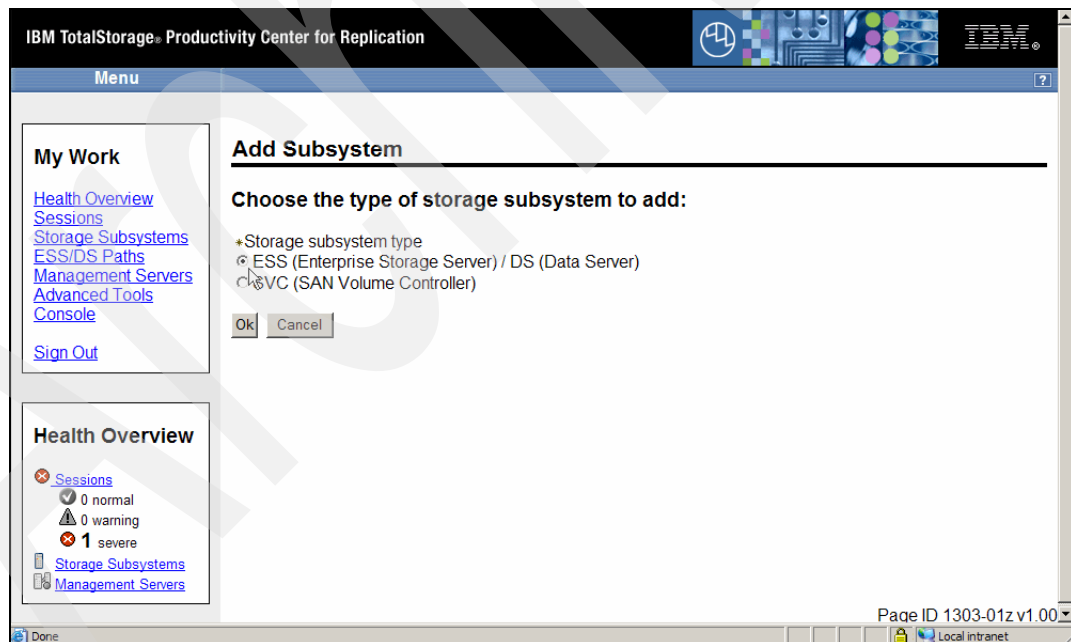 IBM TotalStorage® Productivity Center for Replication
IBM®
Menu
?
My Work
Health Overview
Sessions
Storage Subsystems
ESS/DS Paths
Management Servers
Advanced Tools
Console
Sign Out
Add Subsystem
Choose the type of storage subsystem to add:
*Storage subsystem type
ESS (Enterprise Storage Server) / DS (Data Server)
SVC (SAN Volume Controller)
Ok Cancel
Health Overview
Sessions
0 normal
0 warning
1 severe
Storage Subsystems
Management Servers
Page ID 1303-01z v1.00
Done
Local intranet